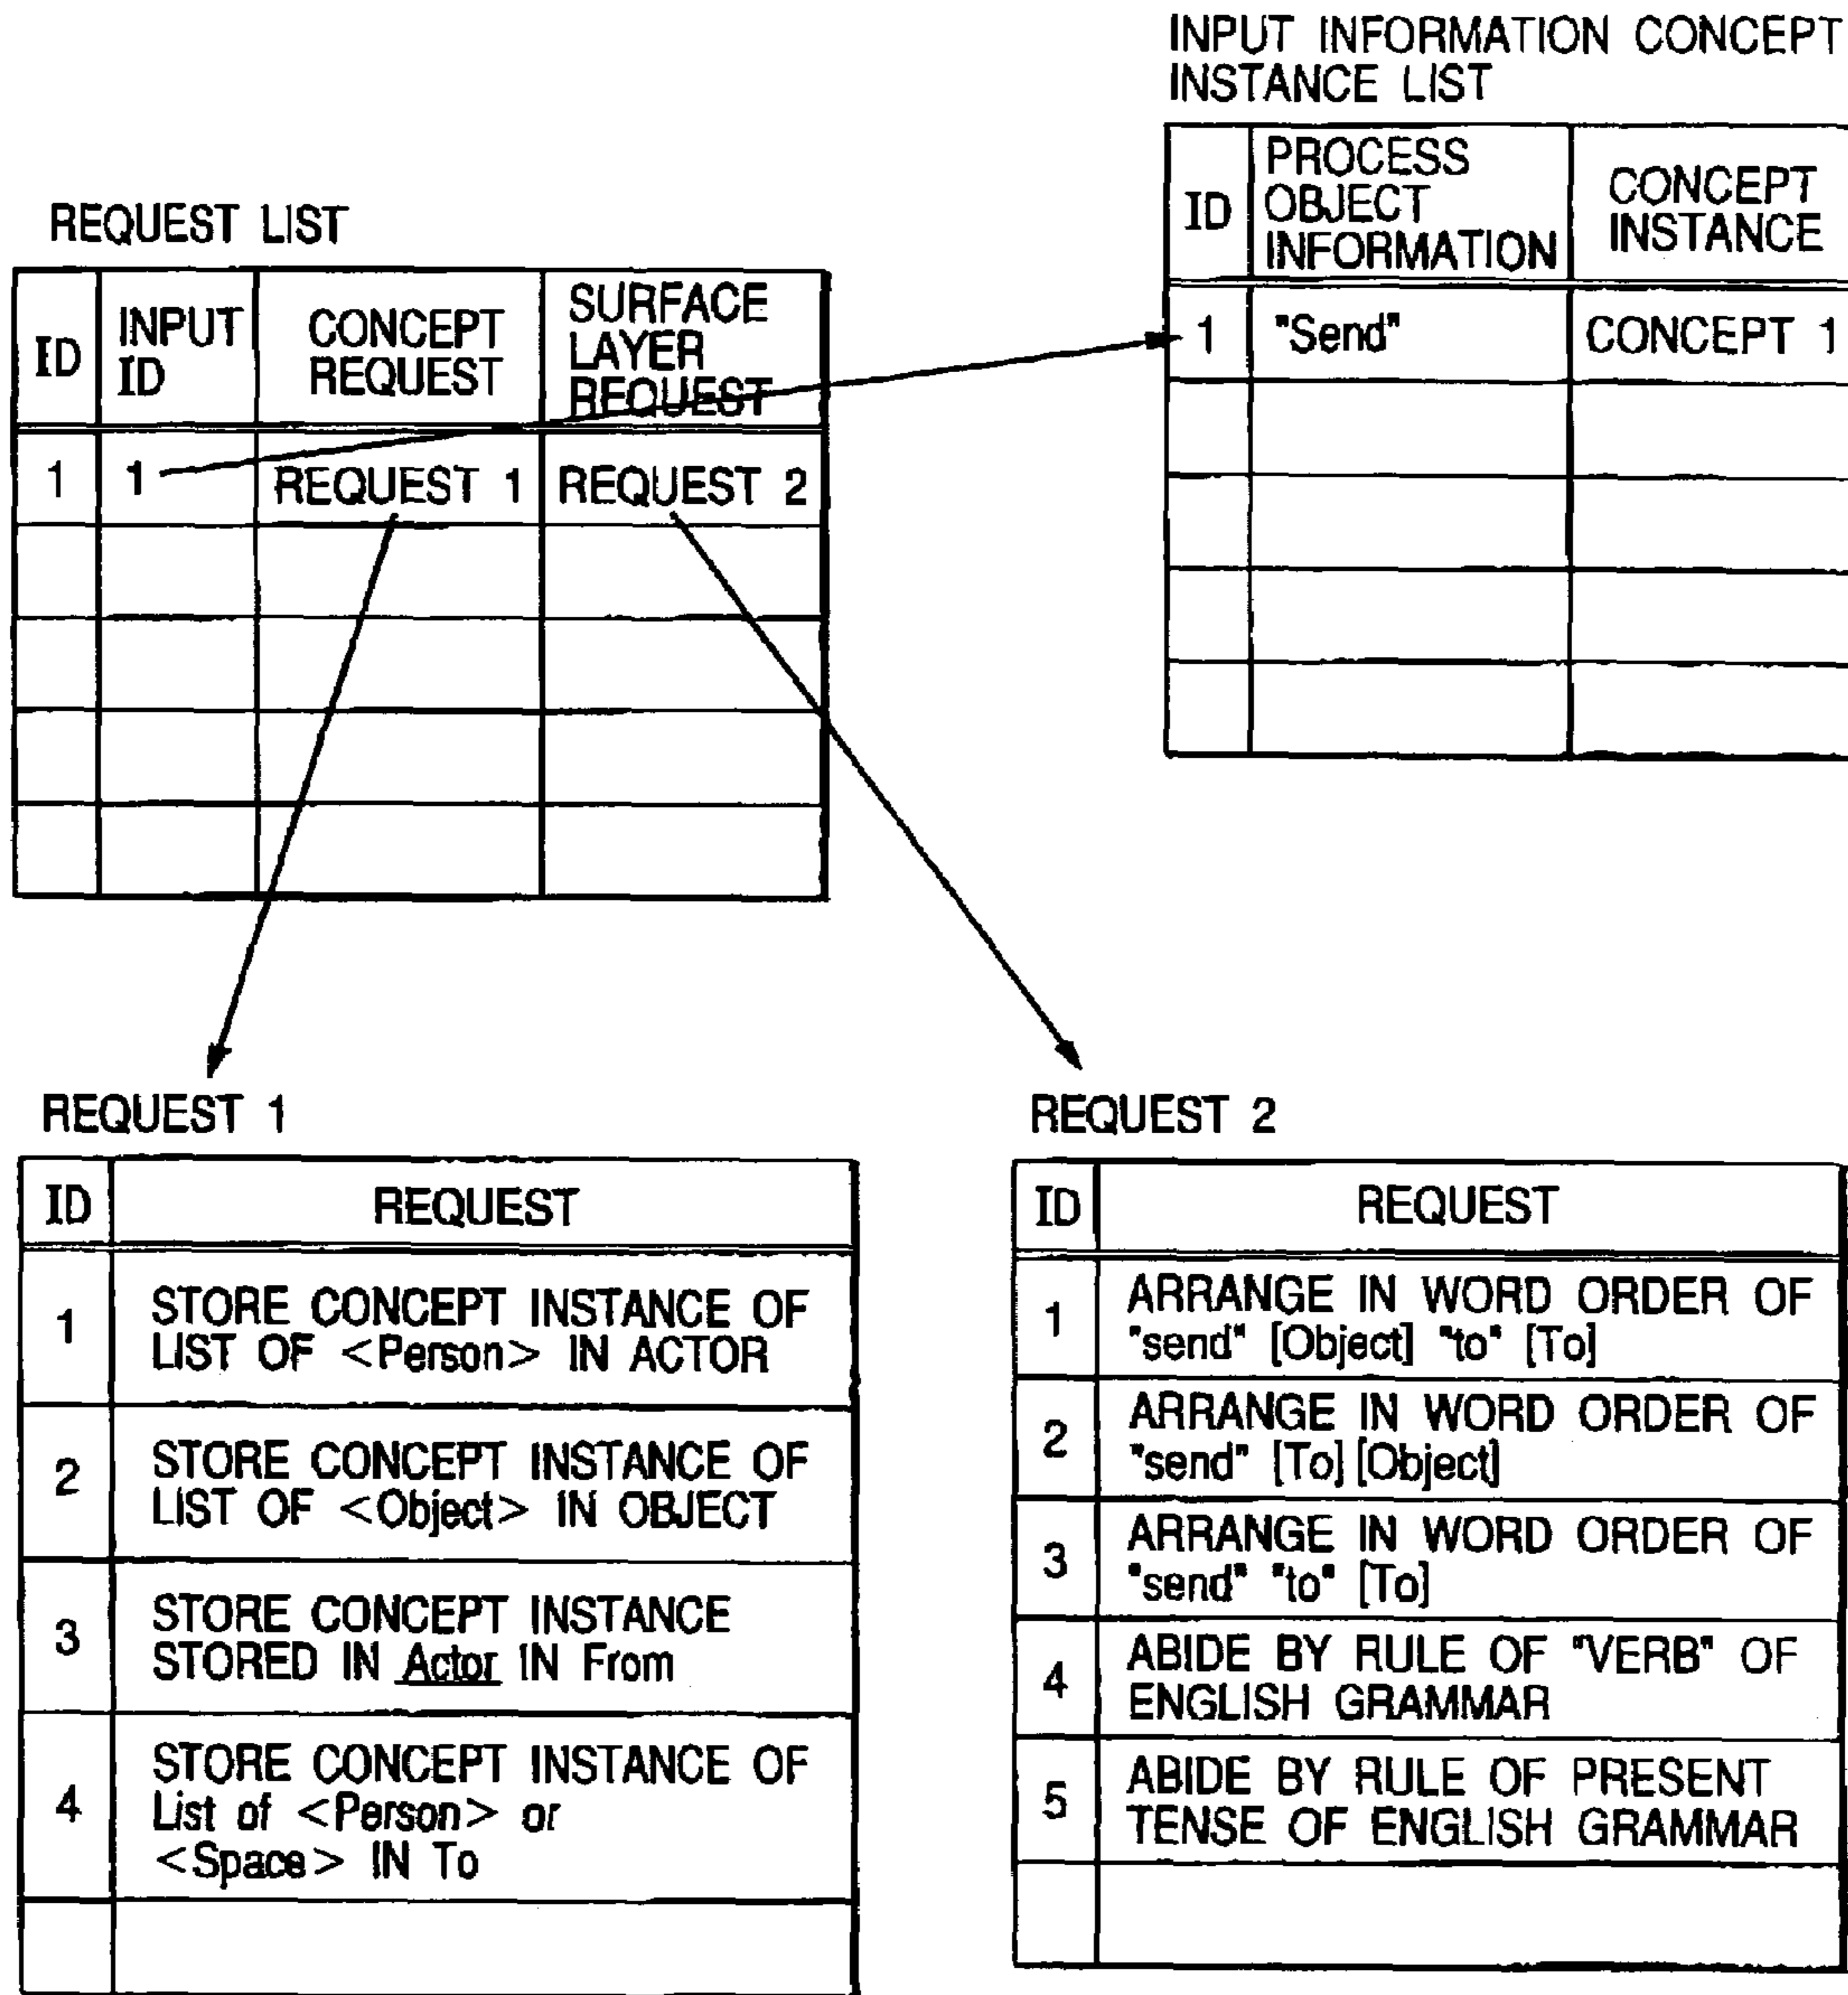 INPUT INFORMATION CONCEPT
INSTANCE LIST
ID
PROCESS
OBJECT
INFORMATION
CONCEPT
INSTANCE
1
"Send"
CONCEPT 1
REQUEST LIST
ID
INPUT
ID
CONCEPT
REQUEST
SURFACE
LAYER
REQUEST
1
1
REQUEST 1
REQUEST 2
REQUEST 1
ID
REQUEST
1
STORE CONCEPT INSTANCE OF
LIST OF <Person> IN ACTOR
2
STORE CONCEPT INSTANCE OF
LIST OF <Object> IN OBJECT
3
STORE CONCEPT INSTANCE
STORED IN Actor IN From
4
STORE CONCEPT INSTANCE OF
List of <Person> or
<Space> IN To
REQUEST 2
ID
REQUEST
1
ARRANGE IN WORD ORDER OF
"send" [Object] "to" [To]
2
ARRANGE IN WORD ORDER OF
"send" [To] [Object]
3
ARRANGE IN WORD ORDER OF
"send" "to" [To]
4
ABIDE BY RULE OF "VERB" OF
ENGLISH GRAMMAR
5
ABIDE BY RULE OF PRESENT
TENSE OF ENGLISH GRAMMAR